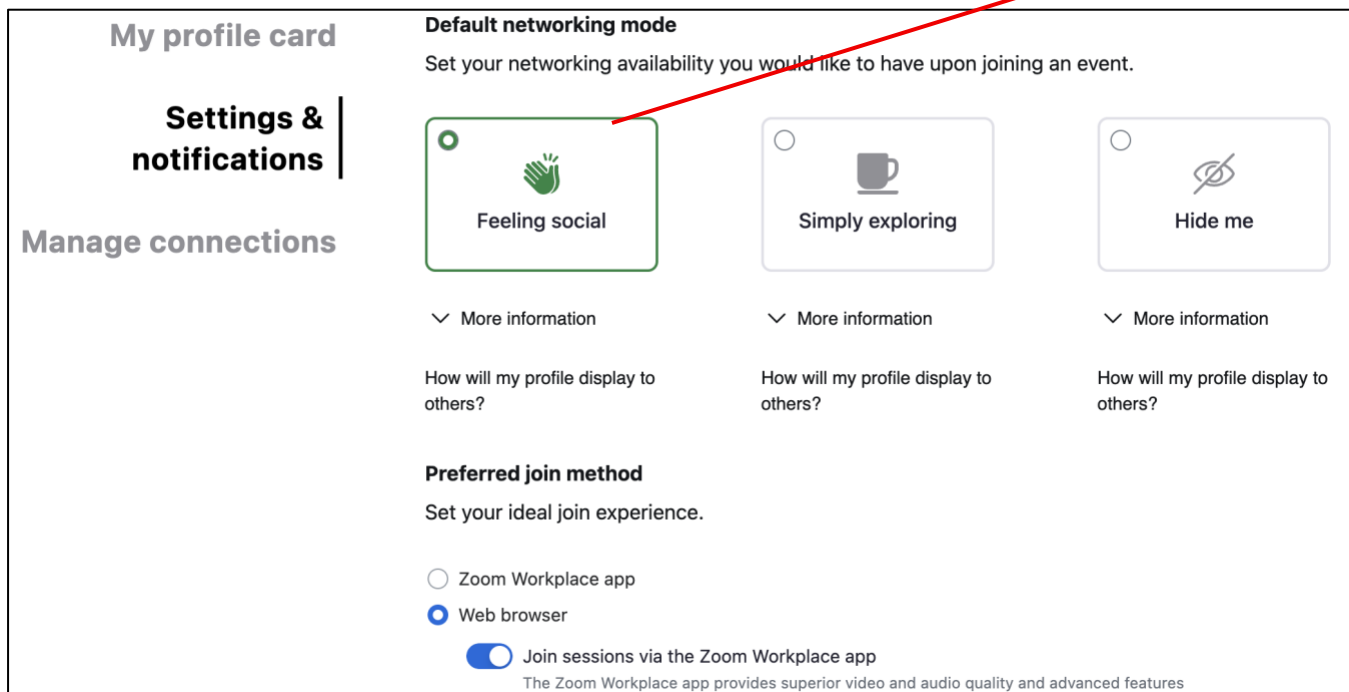 My profile card
Settings &
notifications
Manage connections
Default networking mode
Set your networking availability you would like to have upon joining an event.
Feeling social
Simply exploring
Hide me
More information
More information
More information
How will my profile display to
others?
How will my profile display to
others?
How will my profile display to
others?
Preferred join method
Set your ideal join experience.
Zoom Workplace app
Web browser
Join sessions via the Zoom Workplace app
The Zoom Workplace app provides superior video and audio quality and advanced features